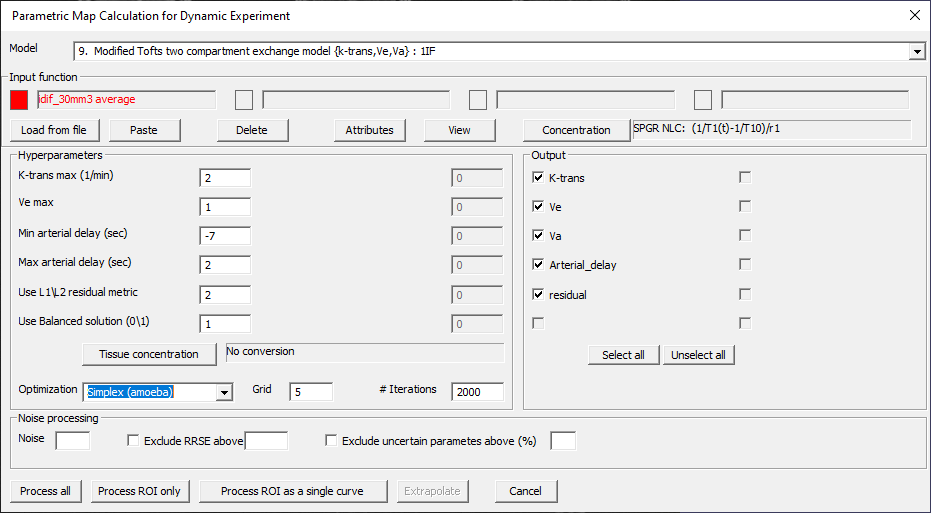 Parametric Map Calculation for Dynamic Experiment
Model
9. Modified Tofts two compartment exchange model {k-trans,Ve,Va} : 1IF
Input function
idif_30mm3 average
Load from file Paste Delete Attributes View Concentration SPGR NLC: (1/T1(t)-1/T10)/r1
Hyperparameters
K-trans max (1/min) 2 0
Ve max 1 0
Min arterial delay (sec) -7 0
Max arterial delay (sec) 2 0
Use L1\L2 residual metric 2 0
Use Balanced solution (0\1) 1 0
Tissue concentration No conversion
Optimization Simplex (amoeba) Grid 5 # Iterations 2000
Output
K-trans
Ve
Va
Arterial_delay
residual
Select all Unselect all
Noise processing
Noise Exclude RRSE above Exclude uncertain parametes above (%)
Process all Process ROI only Process ROI as a single curve Extrapolate Cancel